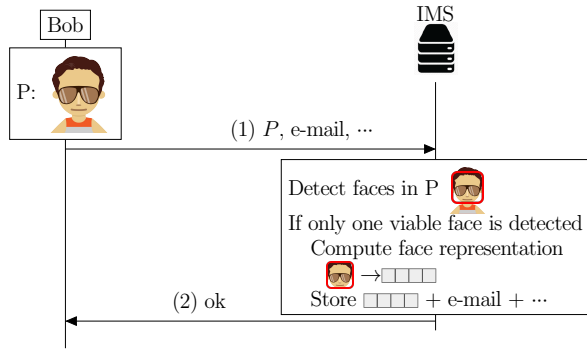 Bob
IMS
P:
(1) P, e-mail, ···
Detect faces in P
If only one viable face is detected
Compute face representation
→
Store + e-mail + ···
(2) ok